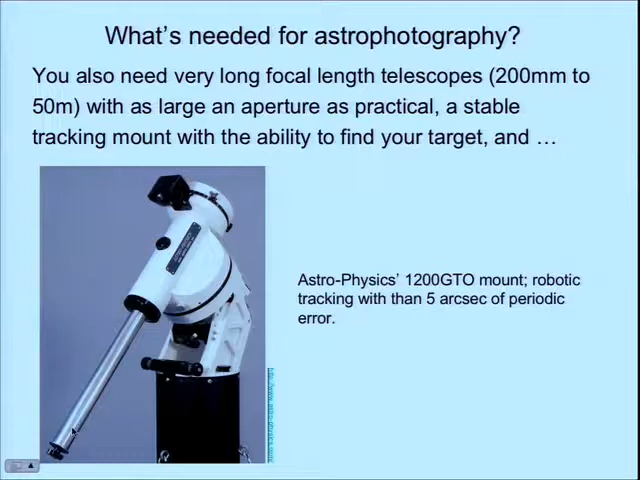 What's needed for astrophotography?
You also need very long focal length telescopes (200mm to
50m) with as large an aperture as practical, a stable
tracking mount with the ability to find your target, and …
Astro-Physics' 1200GTO mount; robotic
tracking with than 5 arcsec of periodic
error.